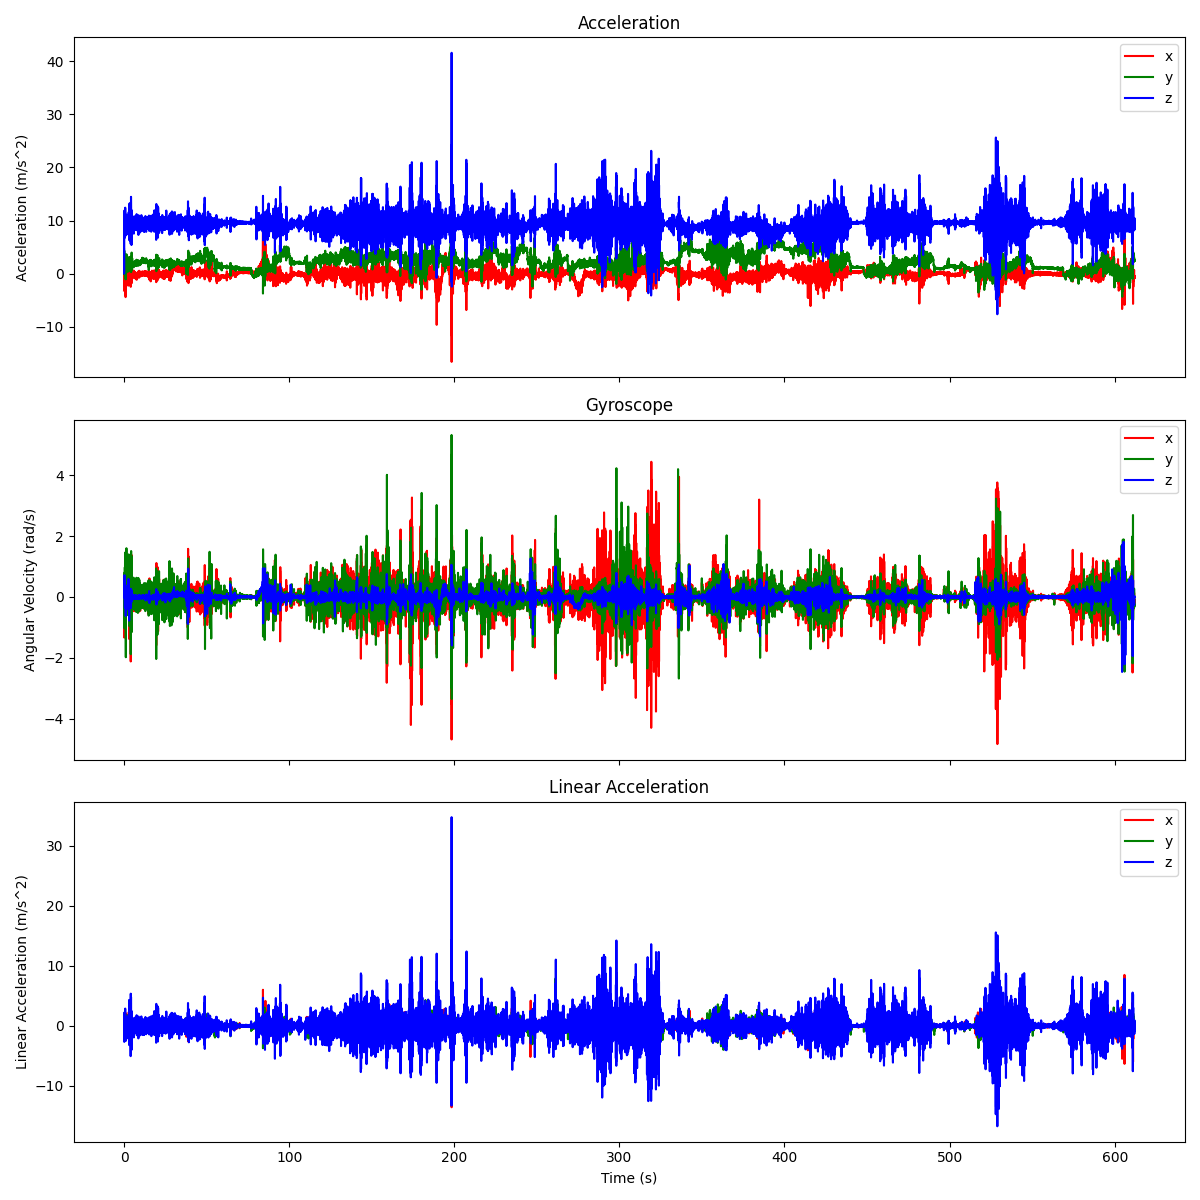 Acceleration
Acceleration (m/s^2)
40
30
20
10
0
−10
x
y
z
Gyroscope
Angular Velocity (rad/s)
4
2
0
−2
−4
x
y
z
Linear Acceleration
Linear Acceleration (m/s^2)
30
20
10
0
−10
x
y
z
0 100 200 300 400 500 600
Time (s)